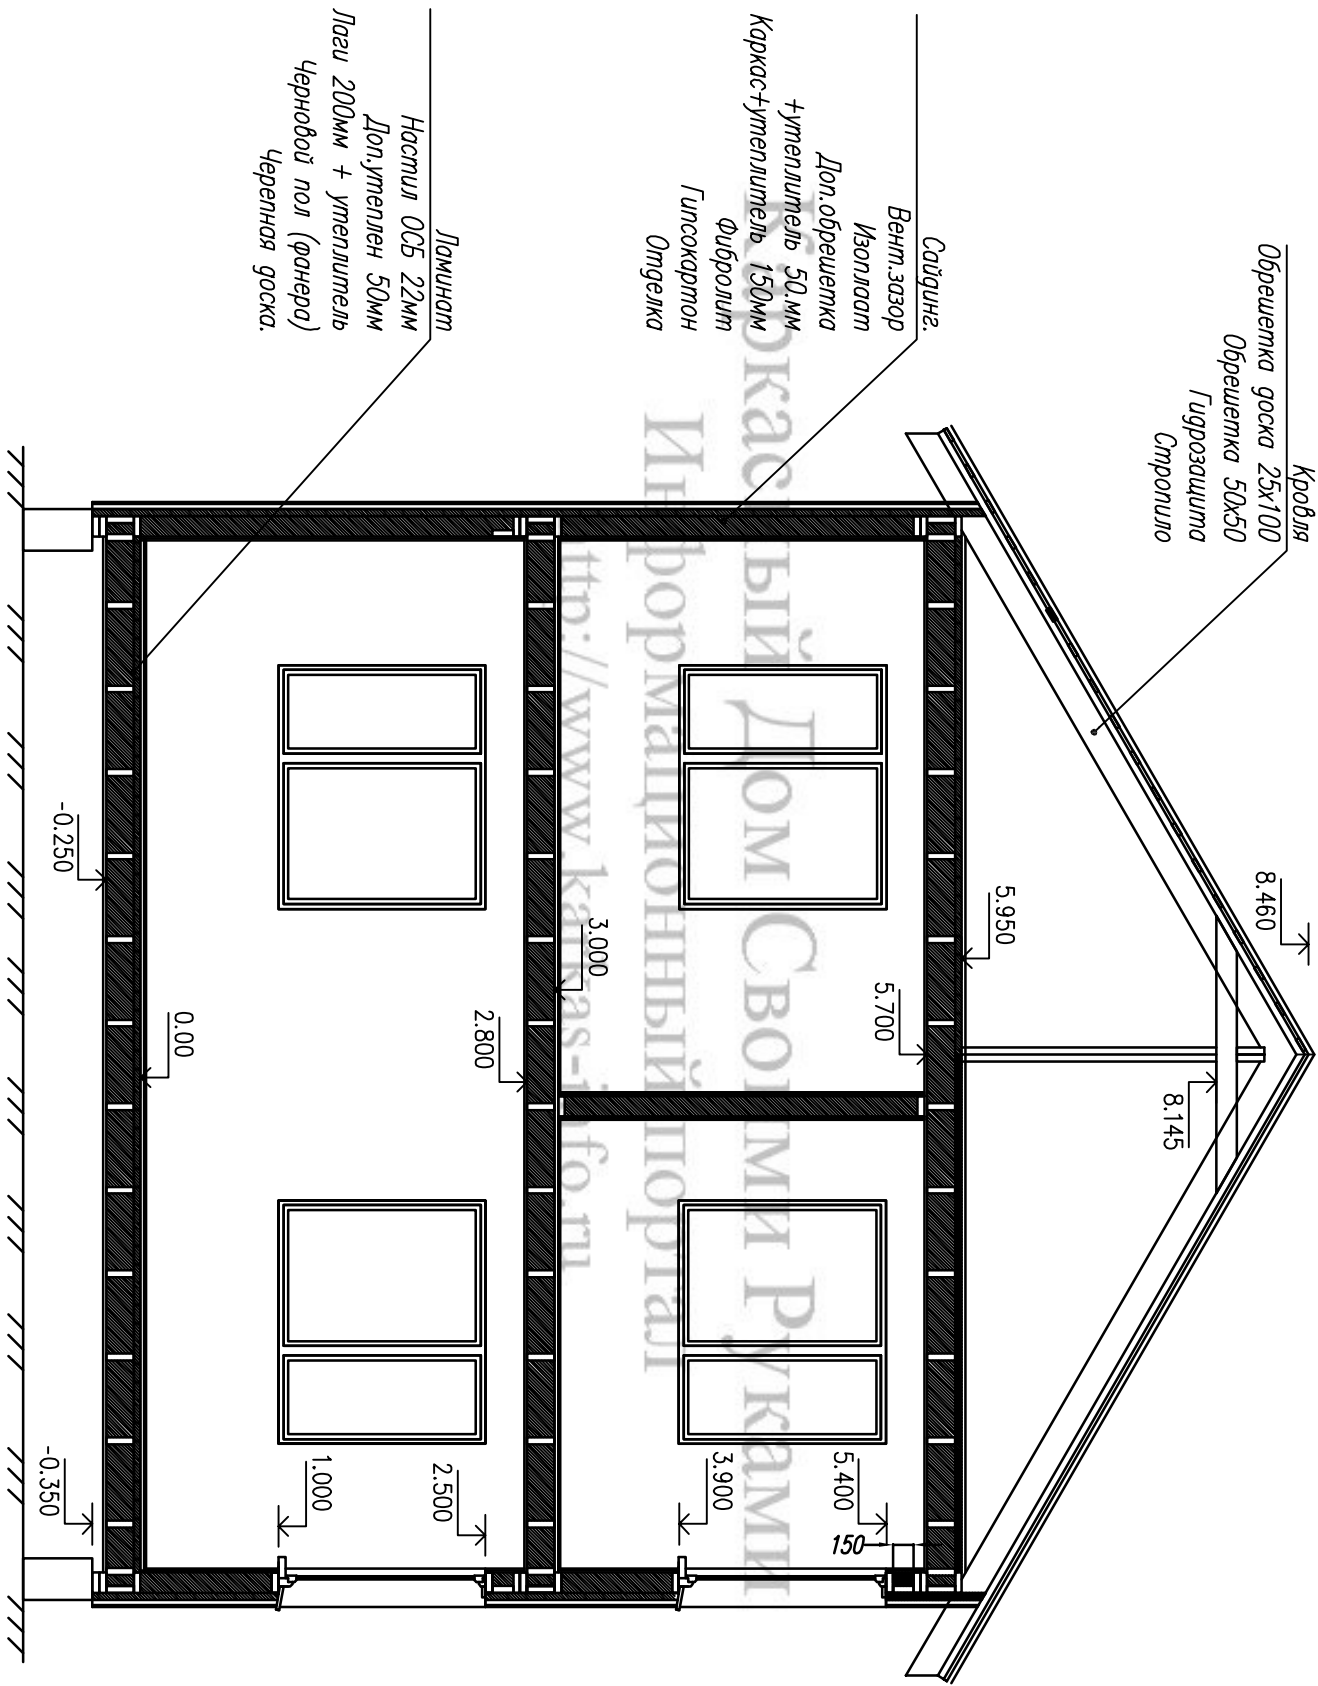 Кровля
Обрешетка доска 25х100
Обрешетка 50х50
Гидрозащита
Стропило
Сайдинг.
Вент.зазор
Изоплаат
Доп.обрешетка
+утеплитель 50.мм
Каркас+утеплитель 150мм
Фибролит
Гипсокартон
Отделка
Ламинат
Настил ОСБ 22мм
Доп.утеплен 50мм
Лаги 200мм + утеплитель
Черновой пол (фанера)
Черепная доска.
8.460
8.145
5.950
5.700
5.400
150
3.900
3.000
2.800
2.500
1.000
0.00
-0.250
-0.350
Каркасный Дом Своими Руками
Информационный портал
http://www.karkas-info.ru